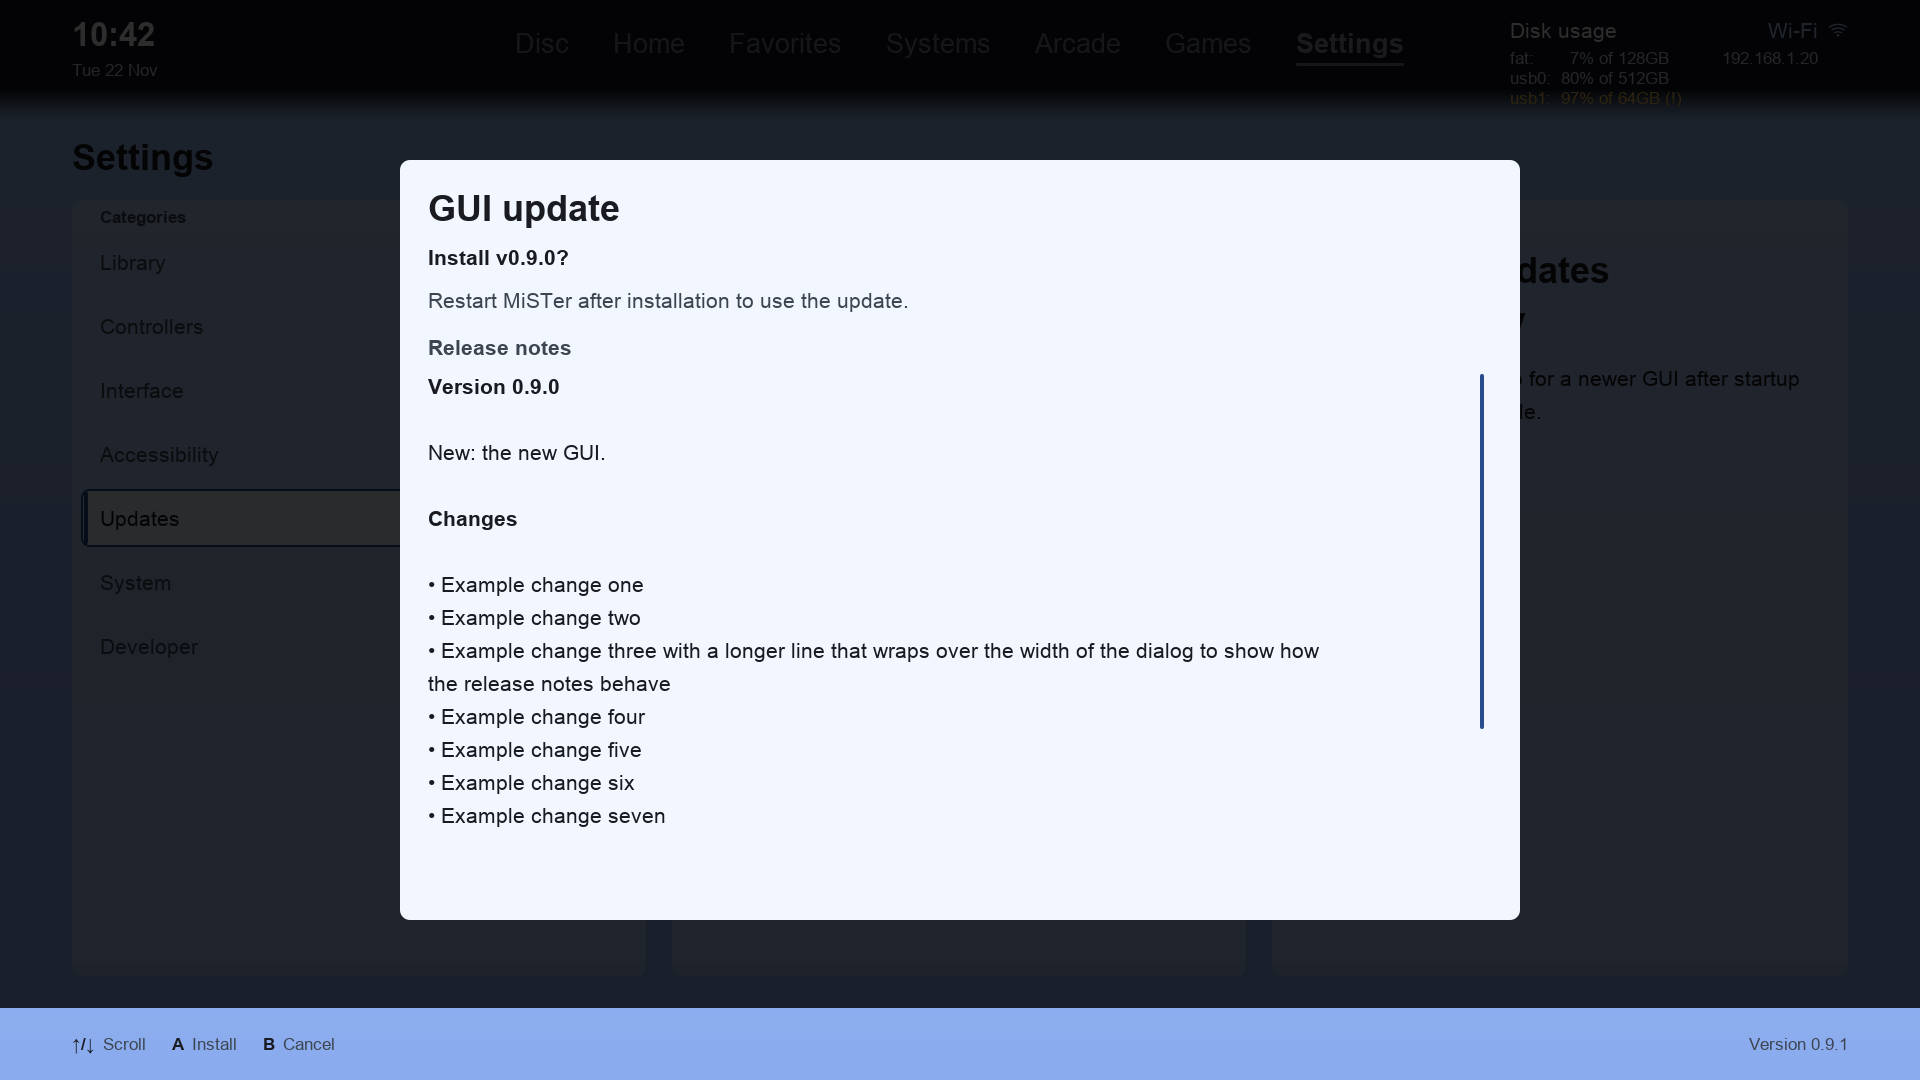 10:42
Tue 22 Nov
Disc
Home
Favorites
Systems
Arcade
Games
Settings
Disk usage
fat: 7% of 128GB
usb0: 80% of 512GB
usb1: 97% of 64GB (!)
Wi-Fi
192.168.1.20
Settings
Categories
Library
Controllers
Interface
Accessibility
Updates
System
Developer
GUI update
Install v0.9.0?
Restart MiSTer after installation to use the update.
Release notes
Version 0.9.0
New: the new GUI.
Changes
• Example change one
• Example change two
• Example change three with a longer line that wraps over the width of the dialog to show how
the release notes behave
• Example change four
• Example change five
• Example change six
• Example change seven
dates
for a newer GUI after startup
↑/↓ Scroll
A Install
B Cancel
Version 0.9.1